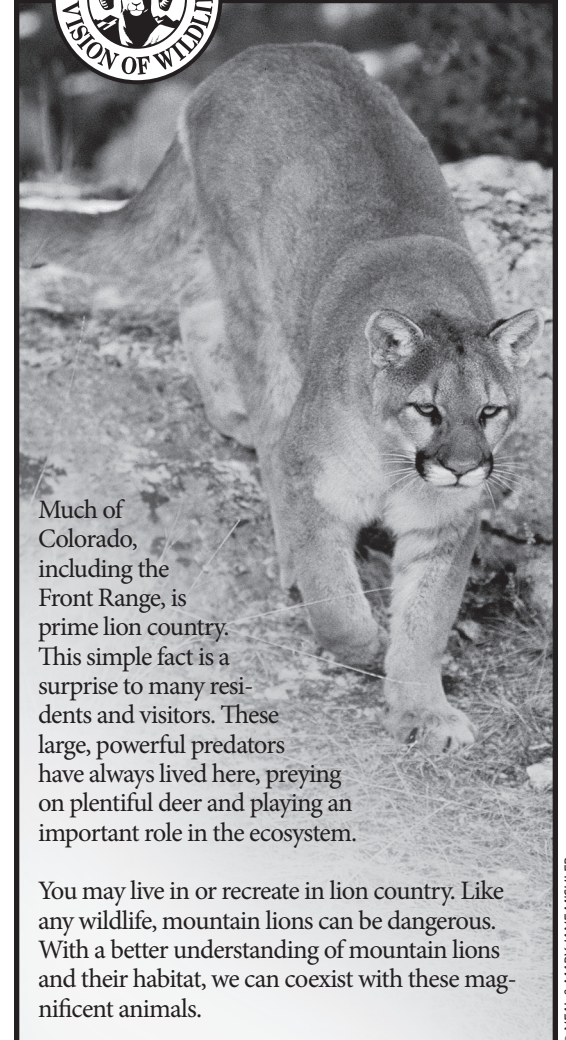 VISION OF WILDLI
Much of
Colorado,
including the
Front Range, is
prime lion country.
This simple fact is a
surprise to many resi-
dents and visitors. These
large, powerful predators
have always lived here, preying
on plentiful deer and playing an
important role in the ecosystem.
You may live in or recreate in lion country. Like
any wildlife, mountain lions can be dangerous.
With a better understanding of mountain lions
and their habitat, we can coexist with these mag-
nificent animals.